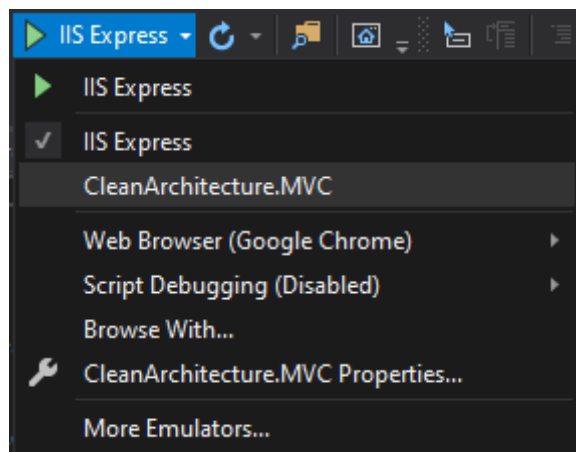 IIS Express
IIS Express
IIS Express
CleanArchitecture.MVC
Web Browser (Google Chrome)
Script Debugging (Disabled)
Browse With...
CleanArchitecture.MVC Properties...
More Emulators...